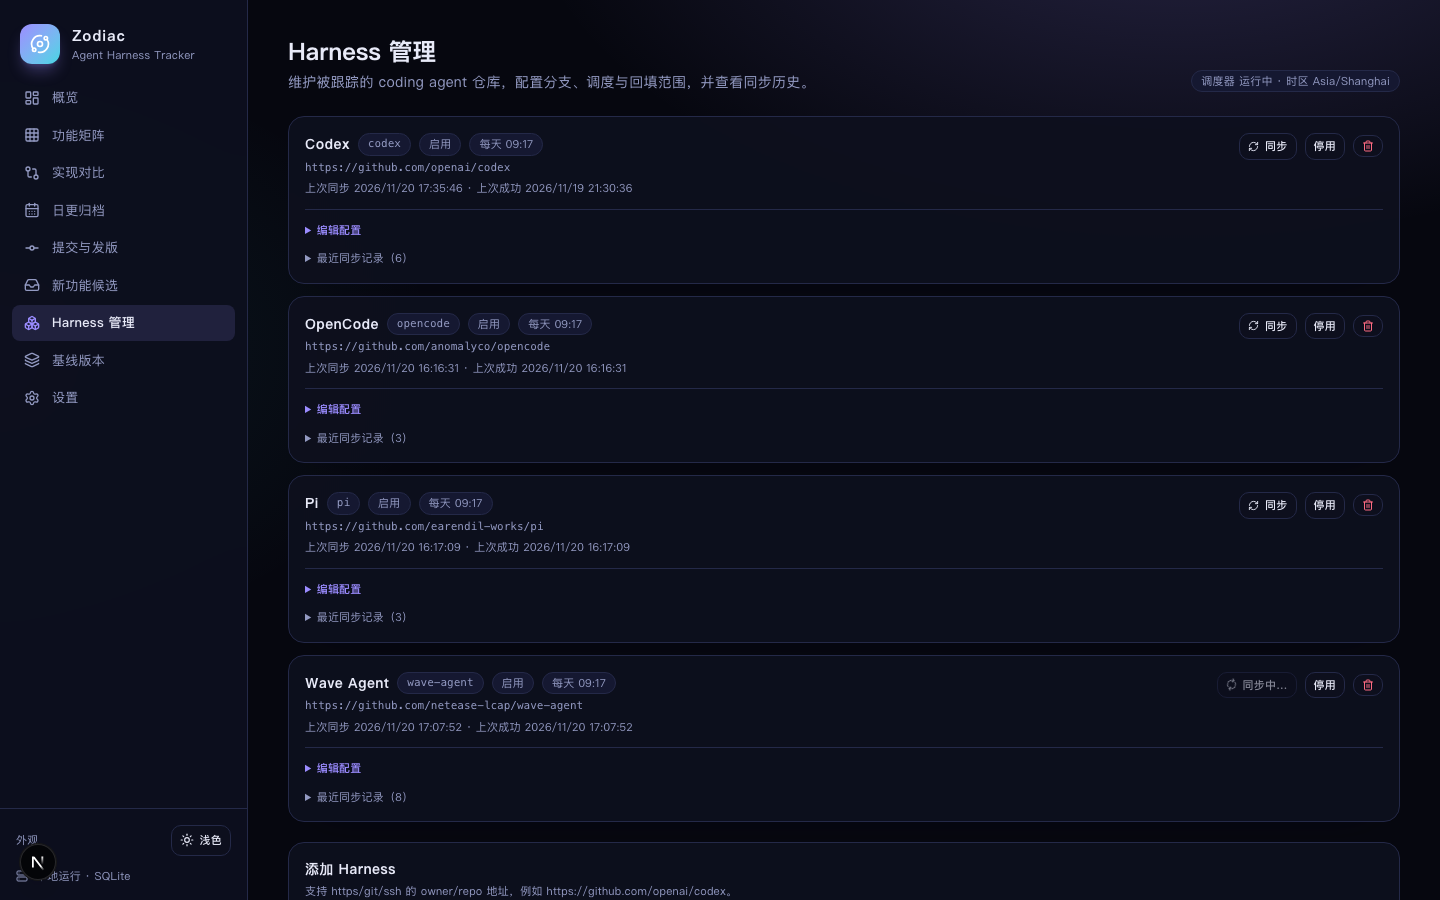 Zodiac
Agent Harness Tracker
概览
功能矩阵
实现对比
日更归档
提交与发版
新功能候选
Harness 管理
基线版本
设置
外观
浅色
N
地运行 · SQLite
Harness 管理
维护被跟踪的 coding agent 仓库，配置分支、调度与回填范围，并查看同步历史。
调度器 运行中 · 时区 Asia/Shanghai
Codex codex 启用 每天 09:17 同步 停用
https://github.com/openai/codex
上次同步 2026/11/20 17:35:46 · 上次成功 2026/11/19 21:30:36
编辑配置
最近同步记录 (6)
OpenCode opencode 启用 每天 09:17 同步 停用
https://github.com/anomalyco/opencode
上次同步 2026/11/20 16:16:31 · 上次成功 2026/11/20 16:16:31
编辑配置
最近同步记录 (3)
Pi pi 启用 每天 09:17 同步 停用
https://github.com/earendil-works/pi
上次同步 2026/11/20 16:17:09 · 上次成功 2026/11/20 16:17:09
编辑配置
最近同步记录 (3)
Wave Agent wave-agent 启用 每天 09:17 同步中... 停用
https://github.com/netease-lcap/wave-agent
上次同步 2026/11/20 17:07:52 · 上次成功 2026/11/20 17:07:52
编辑配置
最近同步记录 (8)
添加 Harness
支持 https/git/ssh 的 owner/repo 地址，例如 https://github.com/openai/codex。